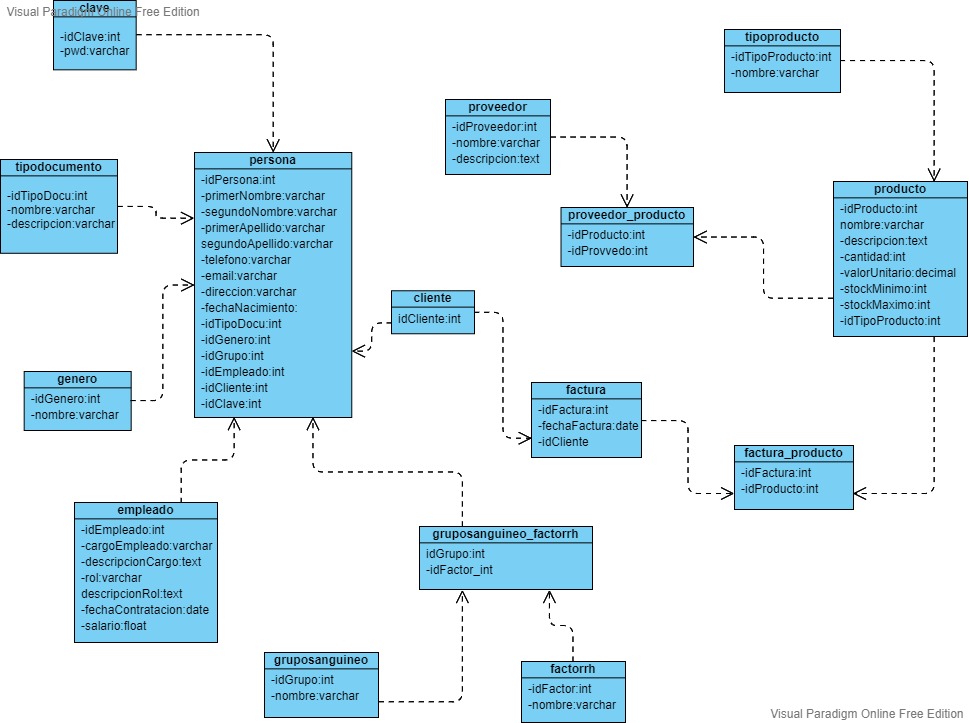 Visual Paradigm Online Free Edition
clave
-idClave:int
-pwd:varchar
tipoproducto
-idTipoProducto:int
-nombre:varchar
proveedor
-idProveedor:int
-nombre:varchar
-descripcion:text
tipodocumento
-idTipoDocu:int
-nombre:varchar
-descripcion:varchar
persona
-idPersona:int
-primerNombre:varchar
-segundoNombre:varchar
-primerApellido:varchar
segundoApellido:varchar
-telefono:varchar
-email:varchar
-direccion:varchar
-fechaNacimiento:
-idTipoDocu:int
-idGenero:int
-idGrupo:int
-idEmpleado:int
-idCliente:int
-idClave:int
proveedor_producto
-idProducto:int
-idProvvedo:int
producto
-idProducto:int
nombre:varchar
-descripcion:text
-cantidad:int
-valorUnitario:decimal
-stockMinimo:int
-stockMaximo:int
-idTipoProducto:int
cliente
idCliente:int
genero
-idGenero:int
-nombre:varchar
factura
-idFactura:int
-fechaFactura:date
-idCliente
factura_producto
-idFactura:int
-idProducto:int
empleado
-idEmpleado:int
-cargoEmpleado:varchar
-descripcionCargo:text
-rol:varchar
descripcionRol:text
-fechaContratacion:date
-salario:float
gruposanguineo_factorrh
idGrupo:int
-idFactor_int
gruposanguineo
-idGrupo:int
-nombre:varchar
factorrh
-idFactor:int
-nombre:varchar
Visual Paradigm Online Free Edition